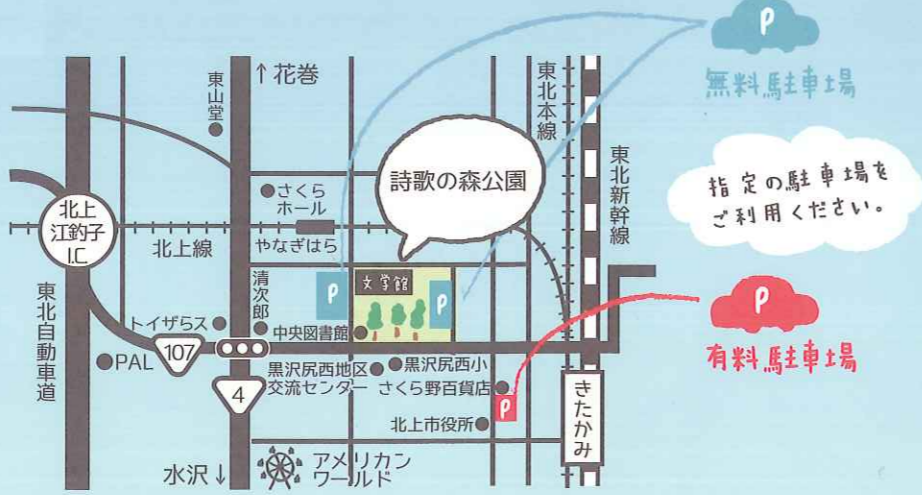 P
無料駐車場
指定の駐車場を
ご利用ください。
P
有料駐車場
↑花巻
東山堂
東北本線
東北新幹線
詩歌の森公園
さくら
ホール
北上
江釣子
I.C
北上線
やなぎはら
東北自動車道
清次郎
P
文学館
P
トイザらス
中央図書館
PAL
107
黒沢尻西地区
交流センター
黒沢尻西小
さくら野百貨店
4
P
北上市役所
きたかみ
水沢↓
アメリカン
ワールド